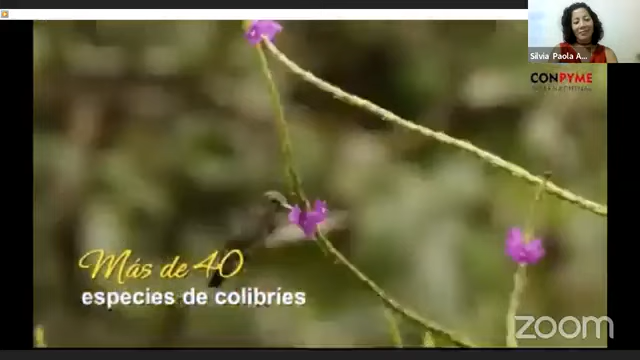 Silvia Paola A...
CONPYME
Más de 40
especies de colibríes
zoom